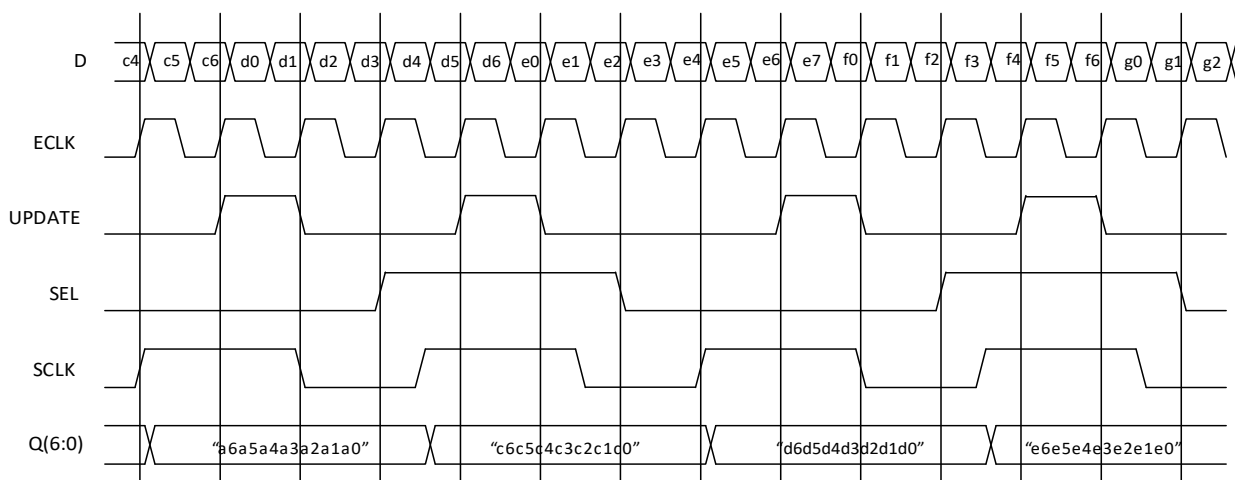 D c4 c5 c6 d0 d1 d2 d3 d4 d5 d6 e0 e1 e2 e3 e4 e5 e6 e7 f0 f1 f2 f3 f4 f5 f6 g0 g1 g2
ECLK
UPDATE
SEL
SCLK
Q(6:0) “a6a5a4a3a2a1a0” “c6c5c4c3c2c1c0” “d6d5d4d3d2d1d0” “e6e5e4e3e2e1e0”